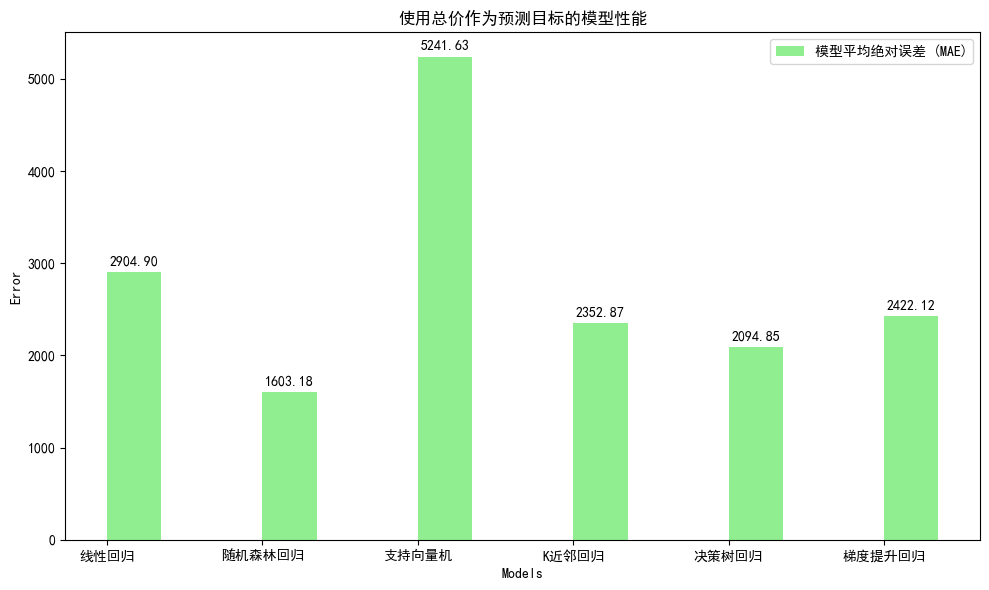 使用总价作为预测目标的模型性能
模型平均绝对误差 (MAE)
5241.63
2904.90
1603.18
2352.87
2094.85
2422.12
Error
5000
4000
3000
2000
1000
0
线性回归
随机森林回归
支持向量机
K近邻回归
决策树回归
梯度提升回归
Models